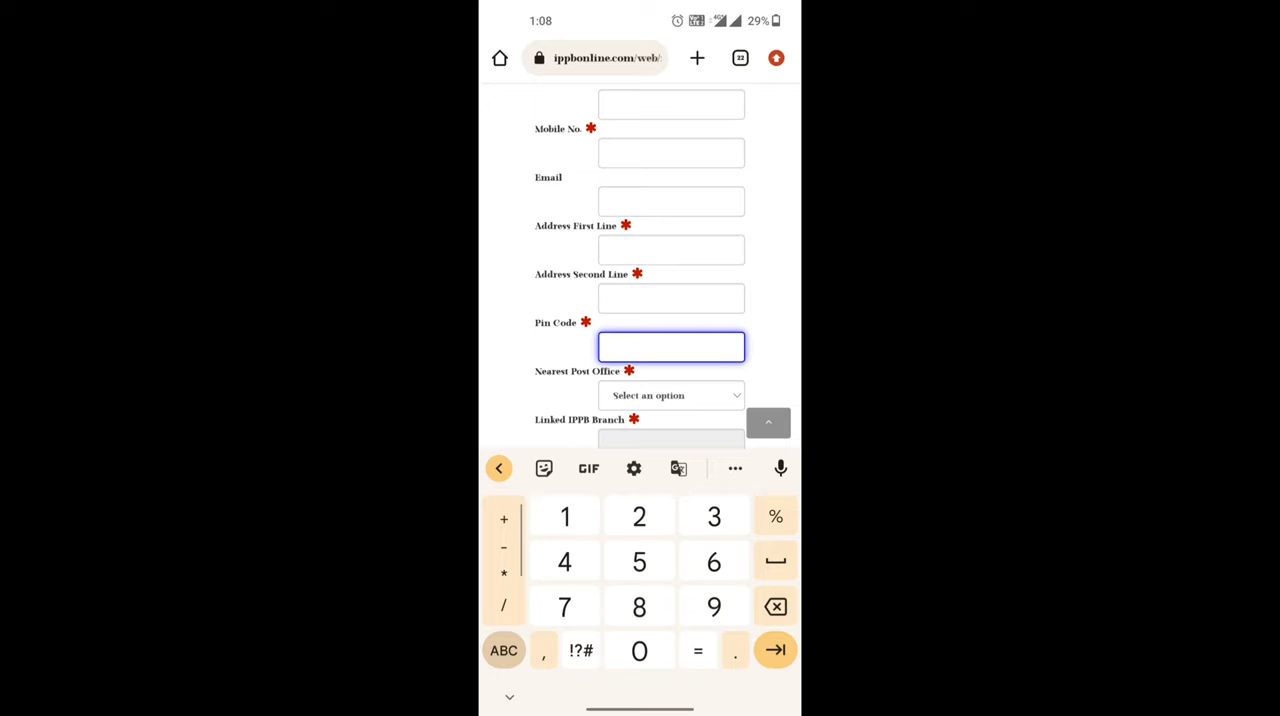 1:08
4G
29%
ippbonline.com/web/
22
Mobile No. *
Email
Address First Line *
Address Second Line *
Pin Code *
Nearest Post Office *
Select an option
Linked IPPB Branch *
GIF
+ 1 2 3 %
-
* 4 5 6
/ 7 8 9
ABC , !?# 0 = .